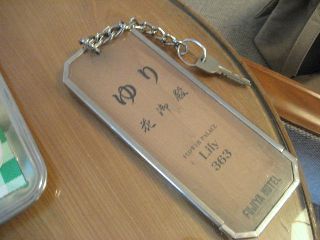 ゆり
花御殿
FLOWER PALACE
Lily
363
FUJIYA HOTEL